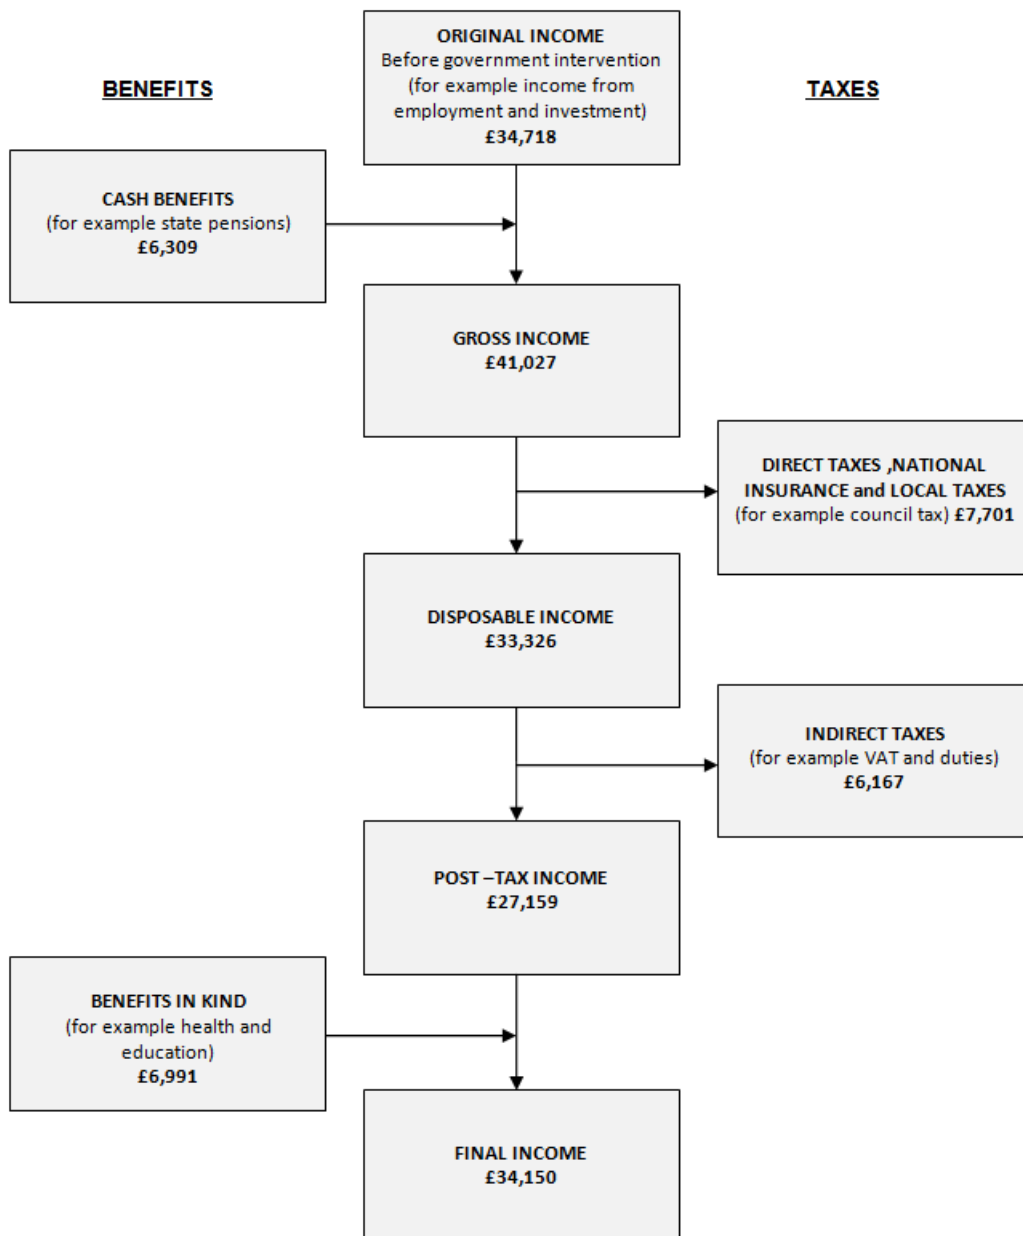 ORIGINAL INCOME
Before government intervention
(for example income from
employment and investment)
£34,718
BENEFITS
TAXES
CASH BENEFITS
(for example state pensions)
£6,309
GROSS INCOME
£41,027
DIRECT TAXES ,NATIONAL
INSURANCE and LOCAL TAXES
(for example council tax) £7,701
DISPOSABLE INCOME
£33,326
INDIRECT TAXES
(for example VAT and duties)
£6,167
POST –TAX INCOME
£27,159
BENEFITS IN KIND
(for example health and
education)
£6,991
FINAL INCOME
£34,150